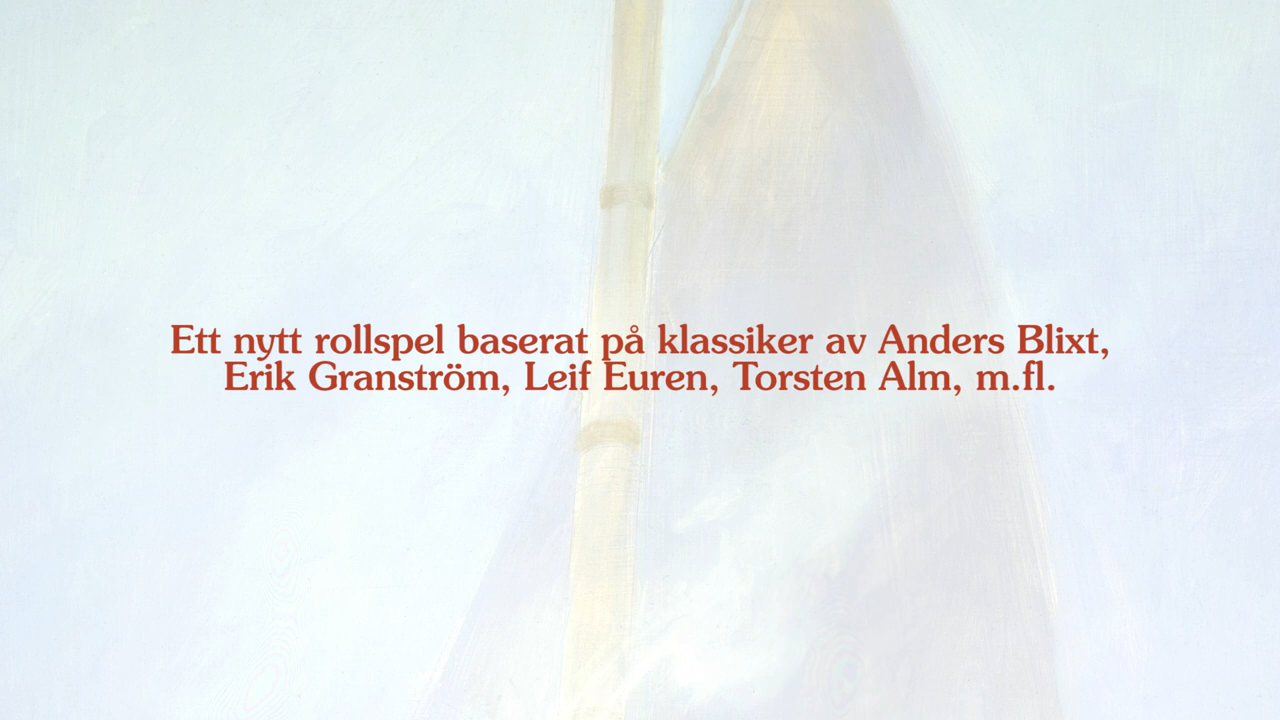 Ett nytt rollspel baserat på klassiker av Anders Blixt,
Erik Granström, Leif Euren, Torsten Alm, m.fl.